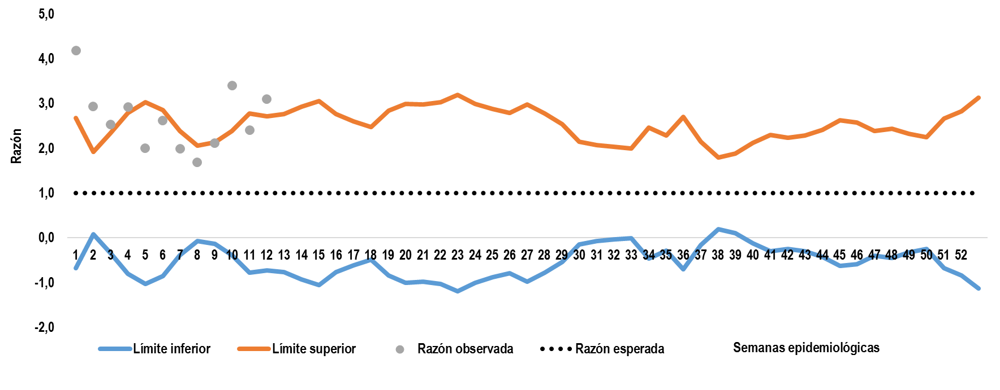 5,0
4,0
3,0
2,0
1,0
0,0
-1,0
-2,0
Razón
1 2 3 4 5 6 7 8 9 10 11 12 13 14 15 16 17 18 19 20 21 22 23 24 25 26 27 28 29 30 31 32 33 34 35 36 37 38 39 40 41 42 43 44 45 46 47 48 49 50 51 52
Límite inferior Límite superior Razón observada Razón esperada Semanas epidemiológicas